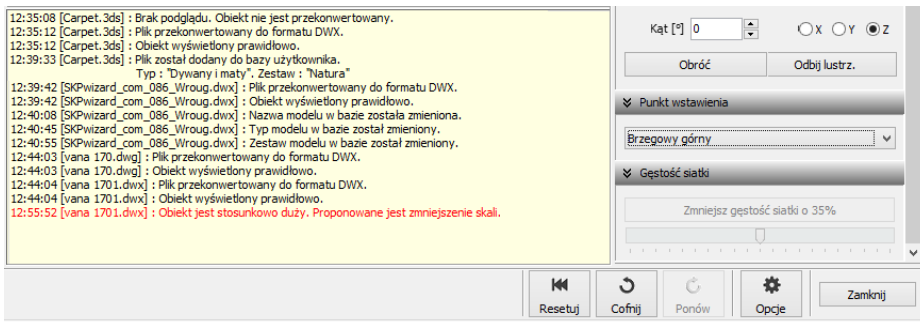 12:35:08 [Carpet.3ds] : Brak podglądu. Obiekt nie jest przekonwertowany.
12:35:12 [Carpet.3ds] : Plik przekonwertowany do formatu DWX.
12:35:12 [Carpet.3ds] : Obiekt wyświetlony prawidłowo.
12:39:33 [Carpet.3ds] : Plik został dodany do bazy użytkownika.
Typ : "Dywany i maty". Zestaw : "Natura"
12:39:42 [SKPwizard_com_086_Wroug.dwx] : Plik przekonwertowany do formatu DWX.
12:39:42 [SKPwizard_com_086_Wroug.dwx] : Obiekt wyświetlony prawidłowo.
12:40:08 [SKPwizard_com_086_Wroug.dwx] : Nazwa modelu w bazie została zmieniona.
12:40:45 [SKPwizard_com_086_Wroug.dwx] : Typ modelu w bazie został zmieniony.
12:40:55 [SKPwizard_com_086_Wroug.dwx] : Zestaw modelu w bazie został zmieniony.
12:44:03 [vana 170.dwg] : Plik przekonwertowany do formatu DWX.
12:44:03 [vana 170.dwg] : Obiekt wyświetlony prawidłowo.
12:44:04 [vana 1701.dwx] : Plik przekonwertowany do formatu DWX.
12:44:04 [vana 1701.dwx] : Obiekt wyświetlony prawidłowo.
12:55:52 [vana 1701.dwx] : Obiekt jest stosunkowo duży. Proponowane jest zmniejszenie skali.
Kąt [º] 0 X Y Z
Obróć Odbij lustrz.
Punkt wstawienia
Brzegowy górny
Gęstość siatki
Zmniejsz gęstość siatki o 35%
Resetuj Cofnij Ponów Opcje Zamknij